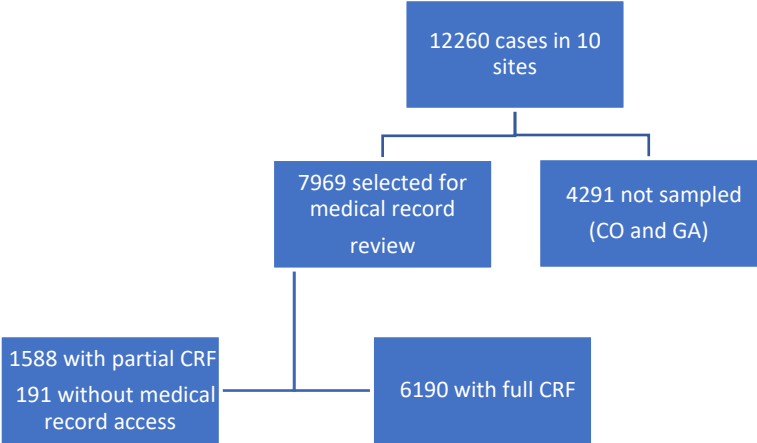 12260 cases in 10
sites
7969 selected for
medical record
review
4291 not sampled
(CO and GA)
1588 with partial CRF
191 without medical
record access
6190 with full CRF